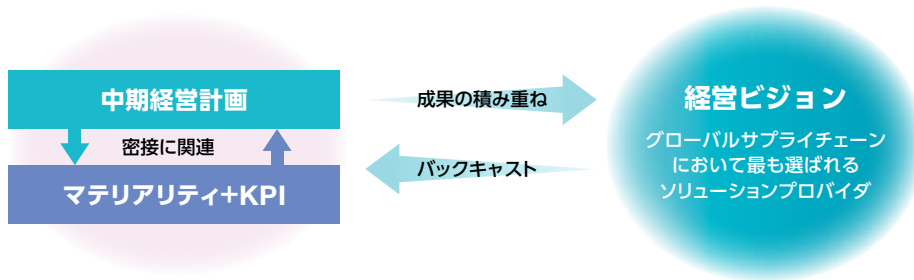 中期経営計画
密接に関連
マテリアリティ+KPI
成果の積み重ね
バックキャスト
経営ビジョン
グローバルサプライチェーン
において最も選ばれる
ソリューションプロバイダ